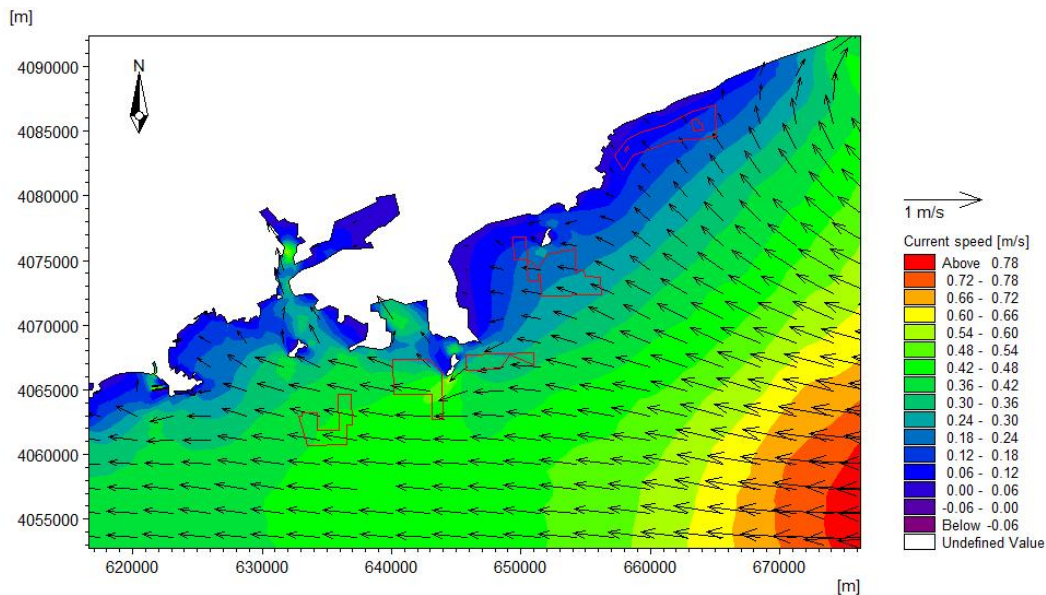 [m]
4090000
4085000
4080000
4075000
4070000
4065000
4060000
4055000
N
620000 630000 640000 650000 660000 670000
[m]
1 m/s
Current speed [m/s]
Above 0.78
0.72 - 0.78
0.66 - 0.72
0.60 - 0.66
0.54 - 0.60
0.48 - 0.54
0.42 - 0.48
0.36 - 0.42
0.30 - 0.36
0.24 - 0.30
0.18 - 0.24
0.12 - 0.18
0.06 - 0.12
0.00 - 0.06
-0.06 - 0.00
Below -0.06
Undefined Value